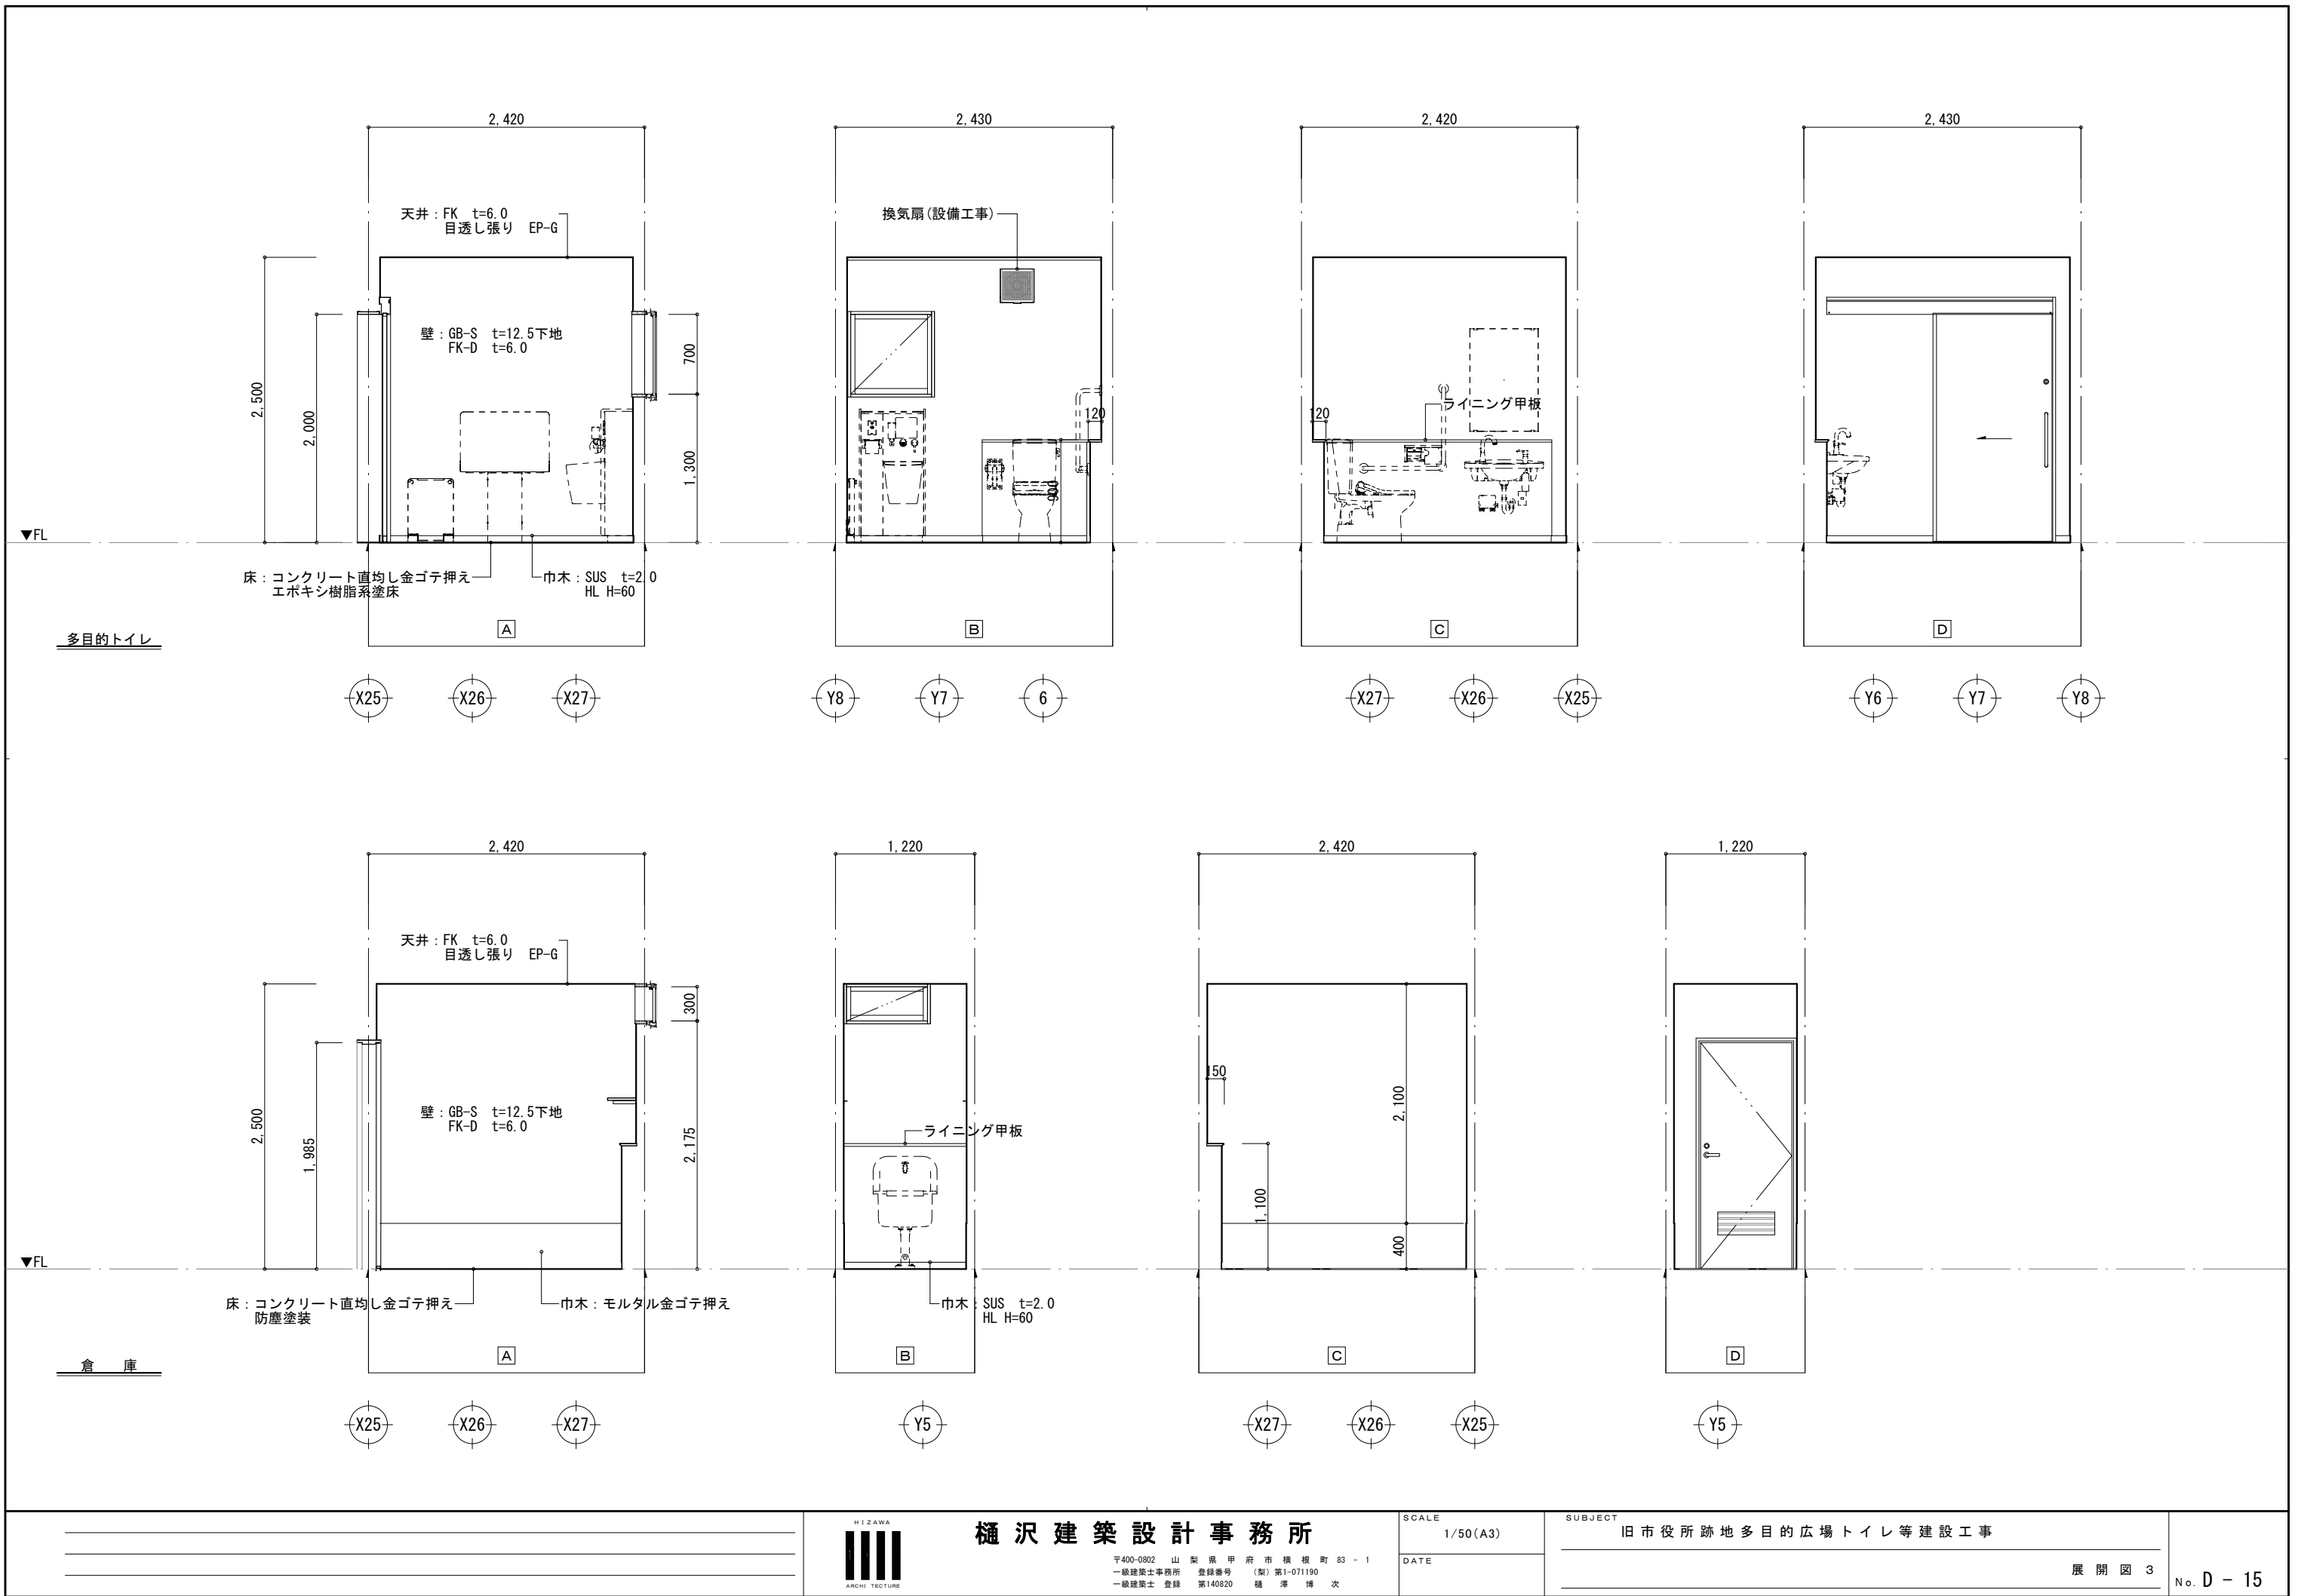 2,420
2,430
2,420
2,430
天井：FK t=6.0
目透し張り EP-G
換気扇(設備工事)
壁：GB-S t=12.5下地
FK-D t=6.0
700
2,500
2,000
1,300
120
900
120
ライニング甲板
▼FL
床：コンクリート直均し金ゴテ押え
エポキシ樹脂系塗床
巾木：SUS t=2.0
HL H=60
多目的トイレ
A
B
C
D
X25
X26
X27
Y8
Y7
6
X27
X26
X25
Y6
Y7
Y8
2,420
1,220
2,420
1,220
天井：FK t=6.0
目透し張り EP-G
300
壁：GB-S t=12.5下地
FK-D t=6.0
2,500
1,985
2,175
ライニング甲板
150
2,100
1,100
400
▼FL
床：コンクリート直均し金ゴテ押え
防塵塗装
巾木：モルタル金ゴテ押え
巾木：SUS t=2.0
HL H=60
倉 庫
A
B
C
D
X25
X26
X27
Y5
X27
X26
X25
Y5
HIZAWA
ARCHI TECTURE
樋沢建築設計事務所
〒400-0802 山梨県甲府市横根町 83 - 1
一級建築士事務所 登録番号 (梨) 第1-071190
一級建築士 登録 第140820 樋澤博次
SCALE
1/50(A3)
DATE
SUBJECT
旧市役所跡地多目的広場トイレ等建設工事
展開図 3
No. D - 15